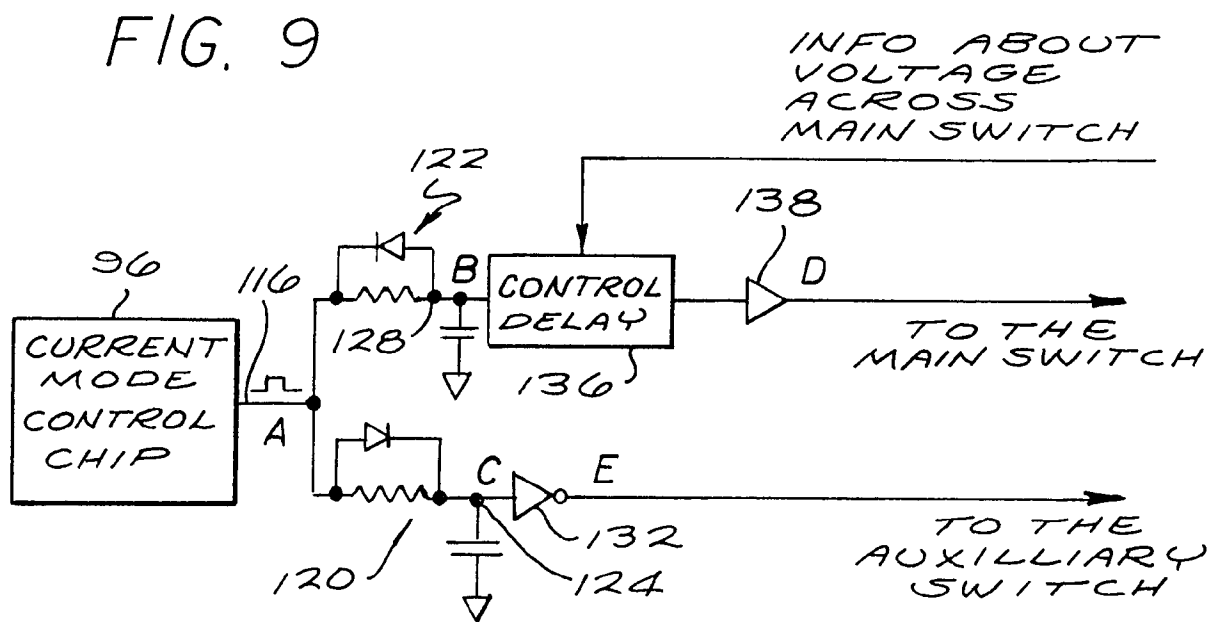 FIG. 9
INFO ABOUT
VOLTAGE
ACROSS
MAIN SWITCH
122
138
96
116
B
CONTROL
DELAY
D
128
136
TO THE
MAIN SWITCH
CURRENT
MODE
CONTROL
CHIP
A
C
E
120
124
132
TO THE
AUXILLIARY
SWITCH